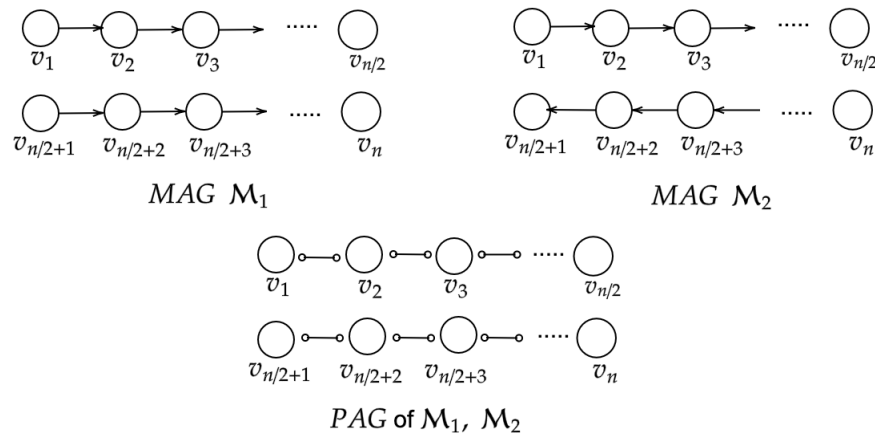 ..... .....
v₁ v₂ v₃ vₙ/₂ v₁ v₂ v₃ vₙ/₂
..... .....
vₙ/₂₊₁ vₙ/₂₊₂ vₙ/₂₊₃ vₙ vₙ/₂₊₁ vₙ/₂₊₂ vₙ/₂₊₃ vₙ
MAG M₁ MAG M₂
.....
v₁ v₂ v₃ vₙ/₂
.....
vₙ/₂₊₁ vₙ/₂₊₂ vₙ/₂₊₃ vₙ
PAG of M₁, M₂